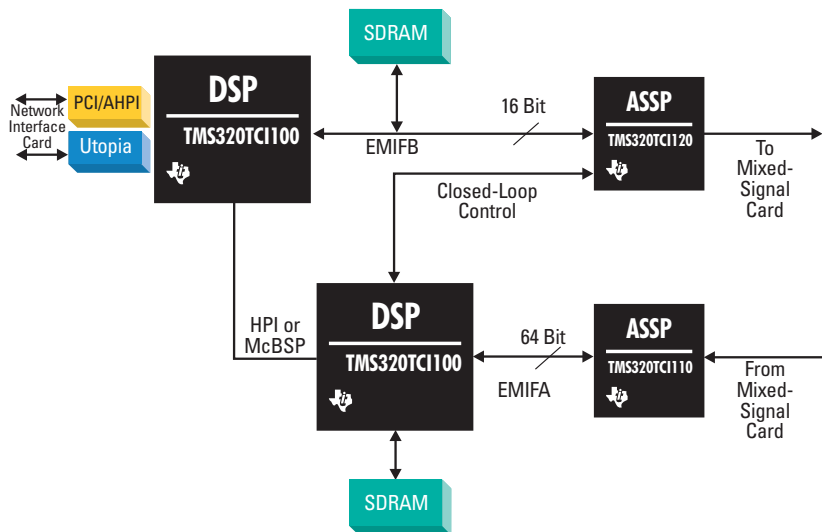 SDRAM
PCI/AHPI
Network
Interface
Card
Utopia
DSP
TMS320TCI100
EMIFB
16 Bit
ASSP
TMS320TCI120
To
Mixed-
Signal
Card
Closed-Loop
Control
HPI or
McBSP
DSP
TMS320TCI100
64 Bit
EMIFA
ASSP
TMS320TCI110
From
Mixed-
Signal
Card
SDRAM